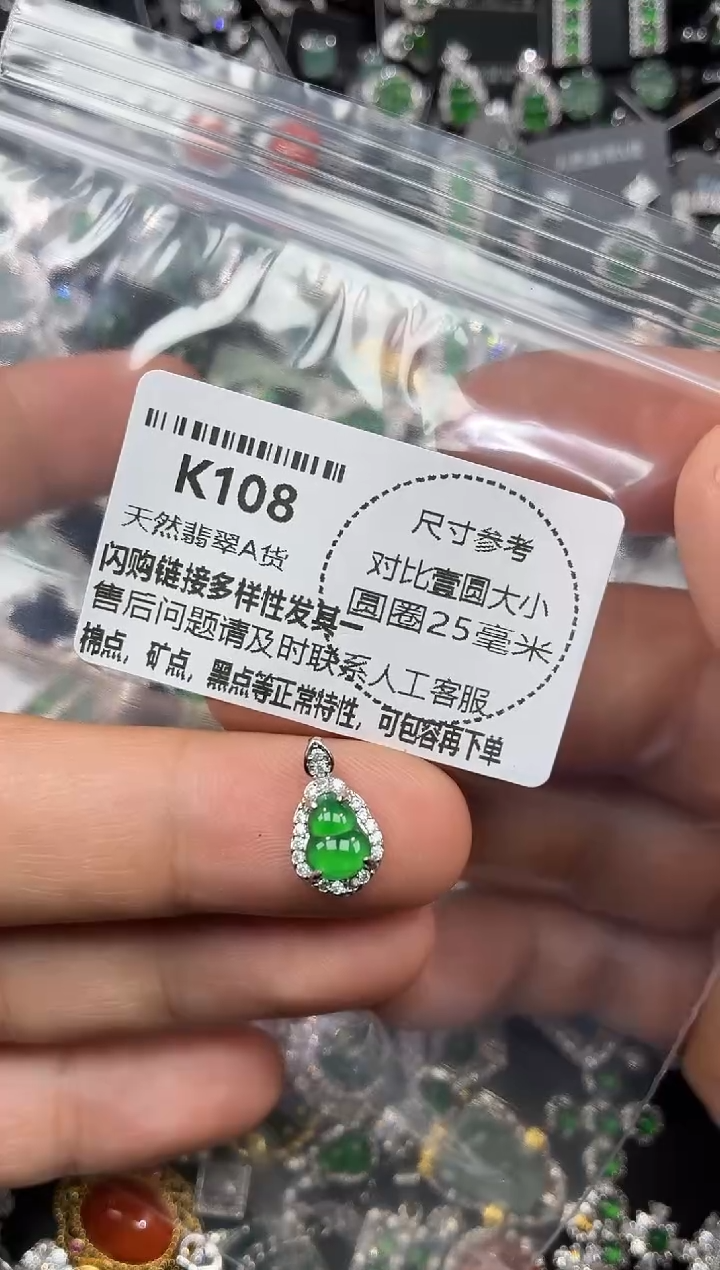 K108
天然翡翠A货
闪购链接多样性发其一
售后问题请及时联系人工客服
棉点，矿点，黑点等正常特性，可包容再下单
尺寸参考
对比壹圆大小
圆圈25毫米